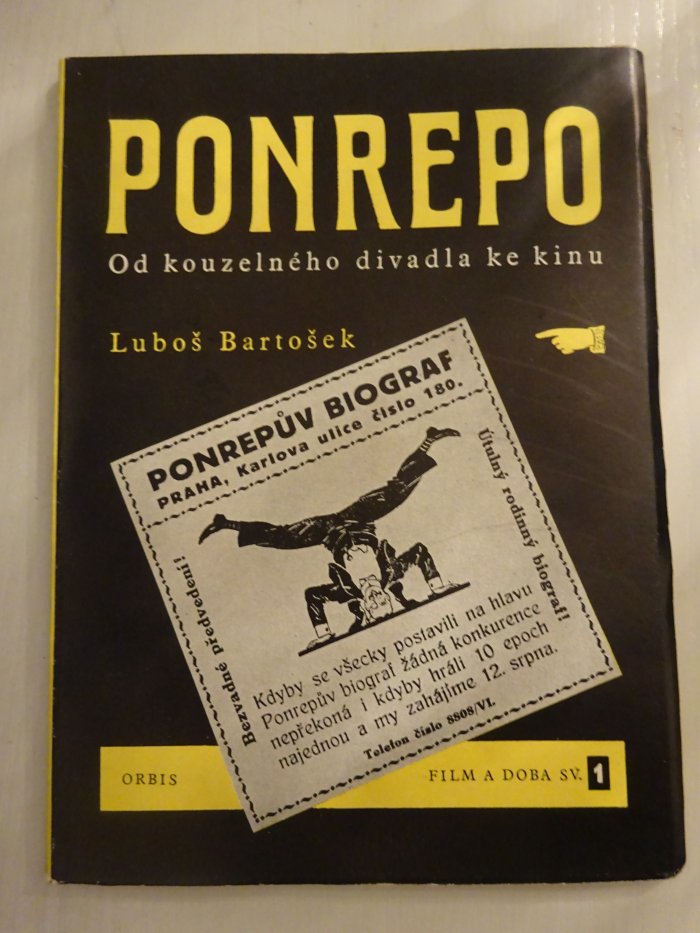 PONREPO
Od kouzelného divadla ke kinu
Luboš Bartošek
PONREPŮV BIOGRAF
PRAHA, Karlova ulice číslo 180.
Bezvadné předvedení!
Útulný rodinný biograf!!
Kdyby se všecky postavili na hlavu
Ponrepův biograf žádná konkurence
nepřekoná i kdyby hráli 10 epoch
najednou a my zahájíme 12. srpna.
Telefon číslo 8808/VI.
ORBIS
FILM A DOBA SV. 1